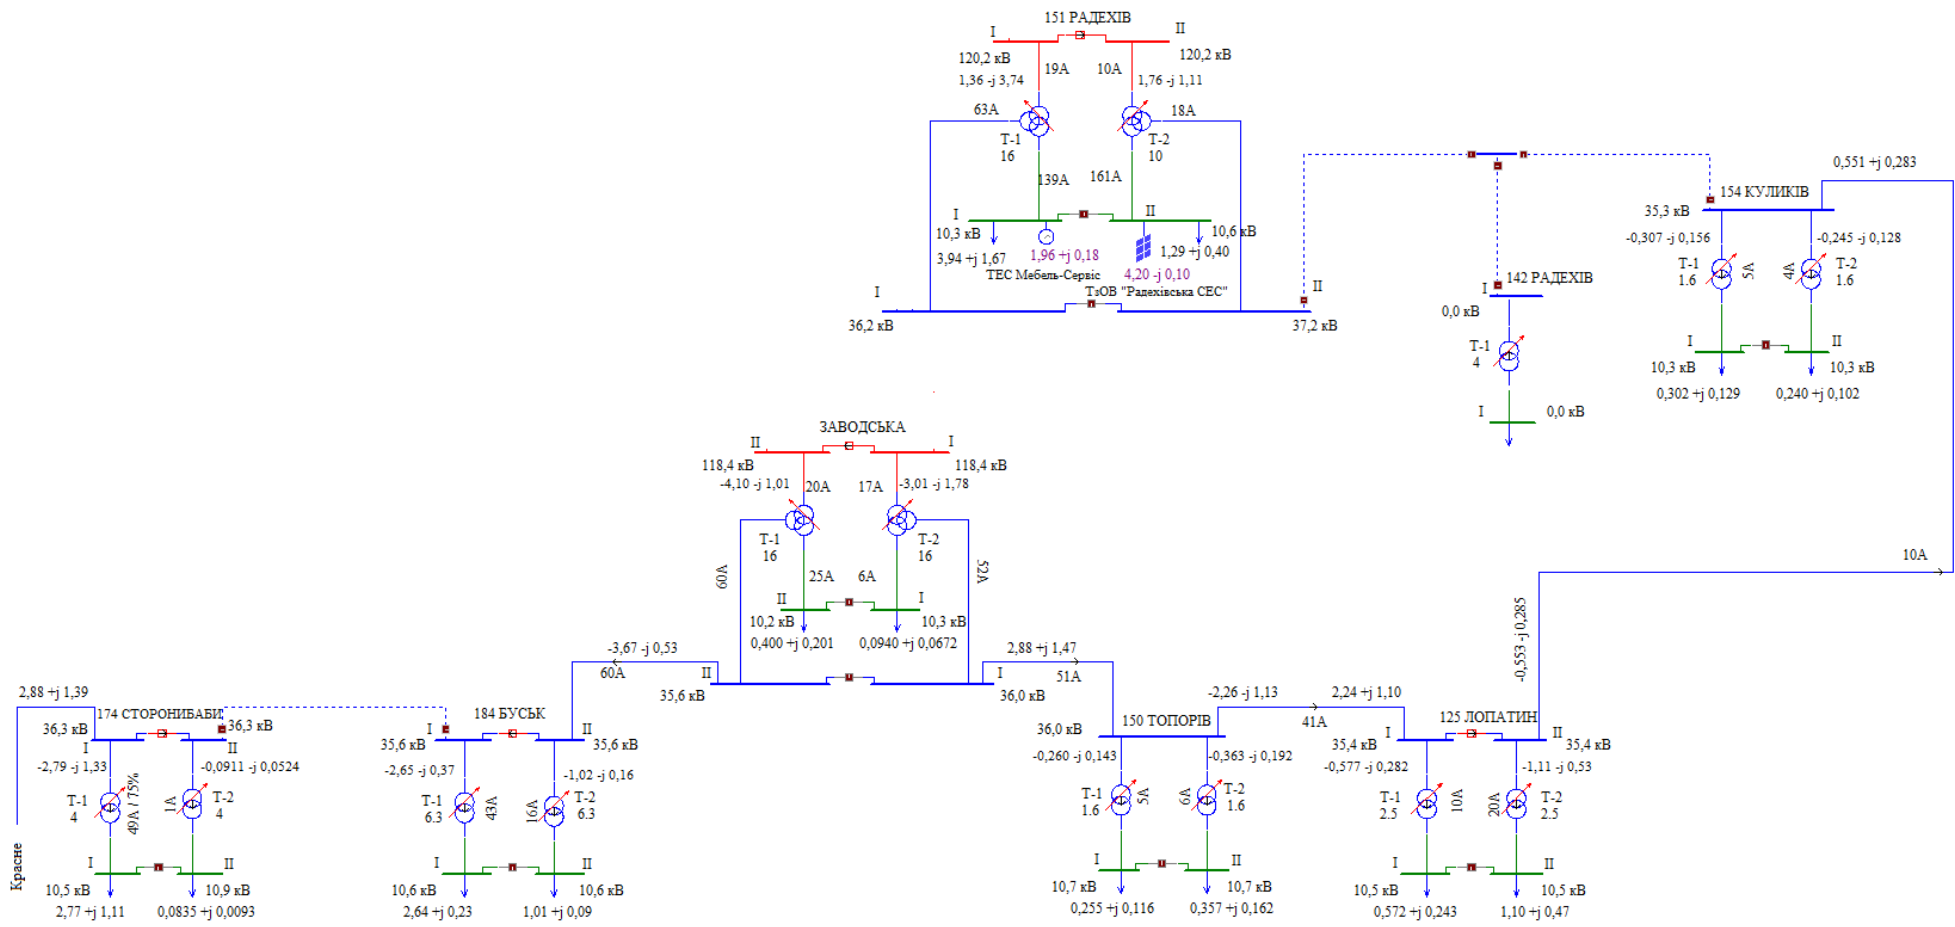 151 РАДЕХІВ
I
II
120,2 кВ
120,2 кВ
19А
10А
1,36 -j 3,74
1,76 -j 1,11
63А
18А
Т-1
16
Т-2
10
139А
161А
I
II
10,3 кВ
10,6 кВ
3,94 +j 1,67
1,96 +j 0,18
1,29 +j 0,40
ТЕС Мебель-Сервіс
4,20 -j 0,10
ТзОВ "Радехівська СЕС"
I
II
36,2 кВ
37,2 кВ
0,551 +j 0,283
154 КУЛИКІВ
35,3 кВ
-0,307 -j 0,156
-0,245 -j 0,128
Т-1
1.6
5А
4А
Т-2
1.6
I
II
10,3 кВ
10,3 кВ
0,302 +j 0,129
0,240 +j 0,102
142 РАДЕХІВ
I
0,0 кВ
Т-1
4
I
0,0 кВ
ЗАВОДСЬКА
II
I
118,4 кВ
118,4 кВ
-4,10 -j 1,01
20А
17А
-3,01 -j 1,78
Т-1
16
Т-2
16
60А
25А
6А
52А
II
I
10,2 кВ
10,3 кВ
0,400 +j 0,201
0,0940 +j 0,0672
-3,67 -j 0,53
60А
2,88 +j 1,47
51А
II
I
35,6 кВ
36,0 кВ
10А
-0,553 -j 0,285
2,88 +j 1,39
174 СТОРОНИБАБИ
36,3 кВ
36,3 кВ
I
II
-2,79 -j 1,33
-0,0911 -j 0,0524
Т-1
4
49А / 75%
1А
Т-2
4
I
II
Красне
10,5 кВ
10,9 кВ
2,77 +j 1,11
0,0835 +j 0,0093
184 БУСЬК
I
II
35,6 кВ
35,6 кВ
-2,65 -j 0,37
-1,02 -j 0,16
Т-1
6.3
43А
16А
Т-2
6.3
I
II
10,6 кВ
10,6 кВ
2,64 +j 0,23
1,01 +j 0,09
150 ТОПОРІВ
36,0 кВ
-0,260 -j 0,143
-0,363 -j 0,192
Т-1
1.6
5А
6А
Т-2
1.6
I
II
10,7 кВ
10,7 кВ
0,255 +j 0,116
0,357 +j 0,162
-2,26 -j 1,13
2,24 +j 1,10
41А
125 ЛОПАТИН
I
II
35,4 кВ
35,4 кВ
-0,577 -j 0,282
-1,11 -j 0,53
Т-1
2.5
10А
20А
Т-2
2.5
I
II
10,5 кВ
10,5 кВ
0,572 +j 0,243
1,10 +j 0,47